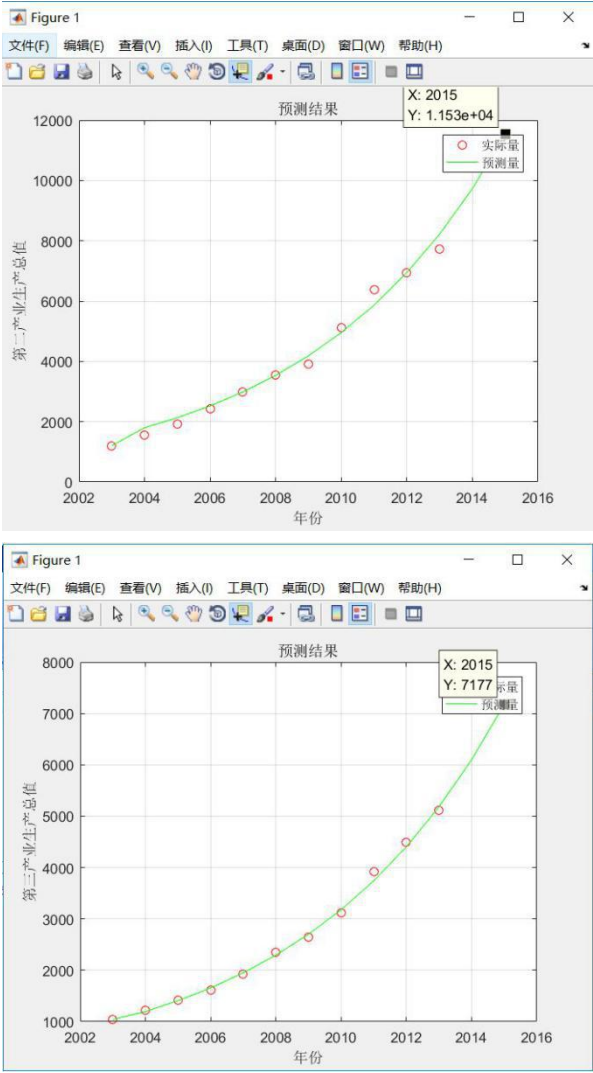 Figure 1
文件(F) 编辑(E) 查看(V) 插入(I) 工具(T) 桌面(D) 窗口(W) 帮助(H)
预测结果
X: 2015
Y: 1.153e+04
实际量
预测量
12000
10000
8000
6000
4000
2000
0
第二产业生产总值
2002 2004 2006 2008 2010 2012 2014 2016
年份
Figure 1
文件(F) 编辑(E) 查看(V) 插入(I) 工具(T) 桌面(D) 窗口(W) 帮助(H)
预测结果
X: 2015
Y: 7177
际量
预测量
8000
7000
6000
5000
4000
3000
2000
1000
第三产业生产总值
2002 2004 2006 2008 2010 2012 2014 2016
年份